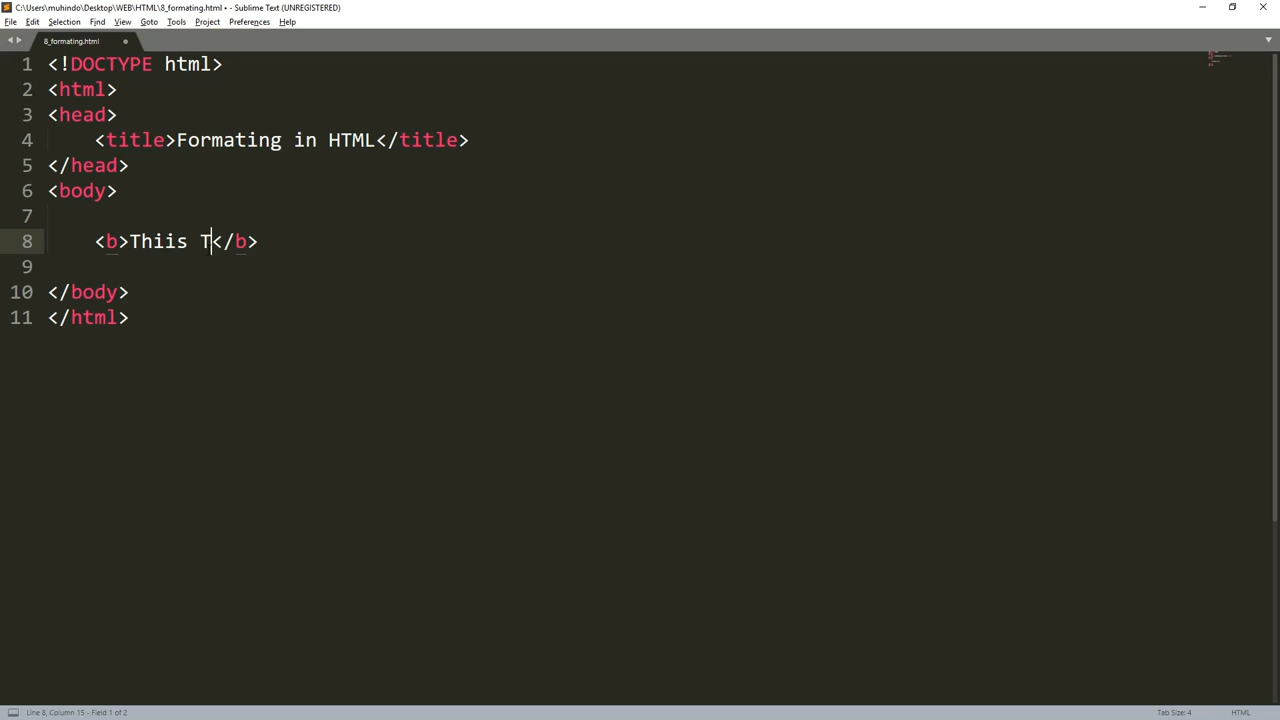 C:\Users\muhindo\Desktop\WEB\HTML\8_formating.html • - Sublime Text (UNREGISTERED)
File Edit Selection Find View Goto Tools Project Preferences Help
8_formating.html
1 <!DOCTYPE html>
2 <html>
3 <head>
4 <title>Formating in HTML</title>
5 </head>
6 <body>
7
8 <b>Thiis T</b>
9
10 </body>
11 </html>
Line 8, Column 15 - Field 1 of 2 Tab Size: 4 HTML